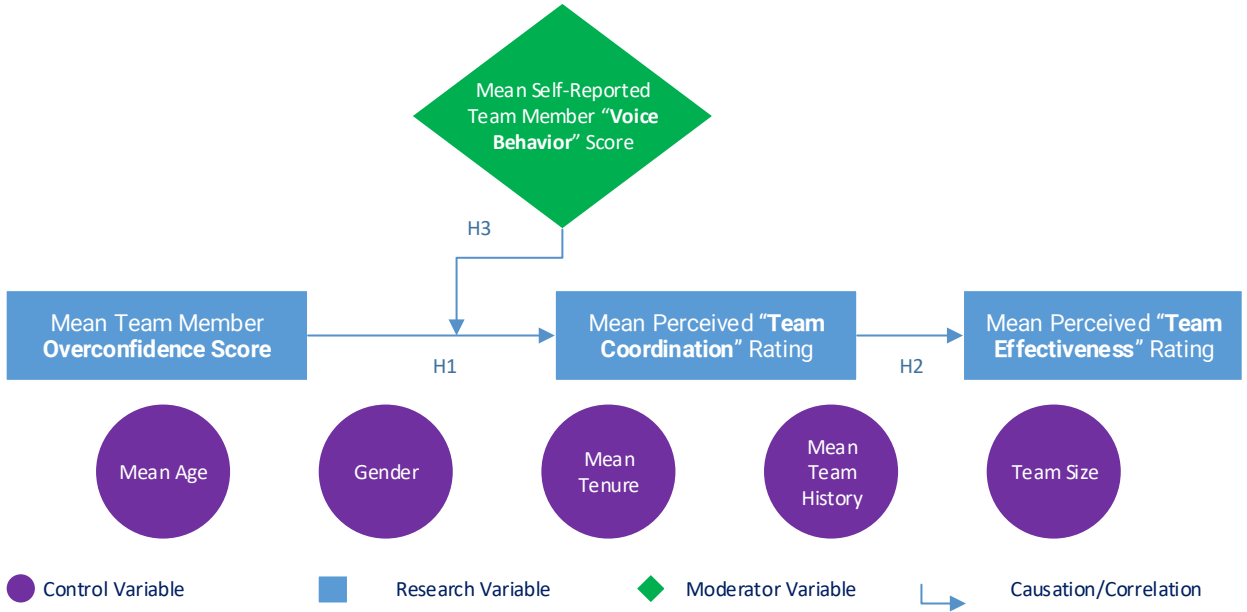 Mean Self-Reported
Team Member “Voice
Behavior” Score
H3
Mean Team Member
Overconfidence Score
H1
Mean Perceived “Team
Coordination” Rating
H2
Mean Perceived “Team
Effectiveness” Rating
Mean Age
Gender
Mean
Tenure
Mean
Team
History
Team Size
Control Variable
Research Variable
Moderator Variable
Causation/Correlation